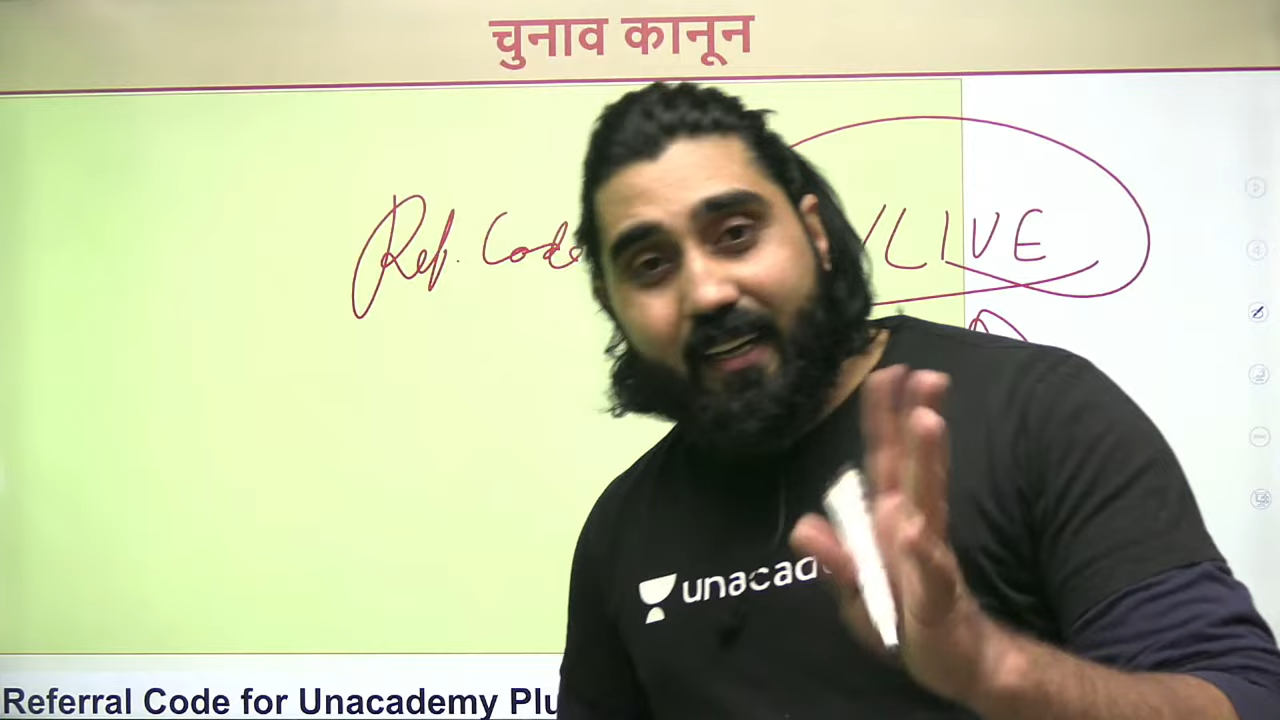 चुनाव कानून
Ref. Code
LIVE
unacad
Referral Code for Unacademy Plu